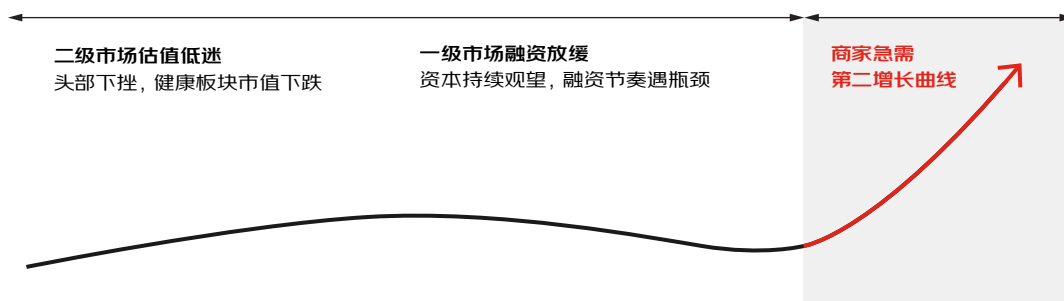 二级市场估值低迷
头部下挫，健康板块市值下跌
一级市场融资放缓
资本持续观望，融资节奏遇瓶颈
商家急需
第二增长曲线